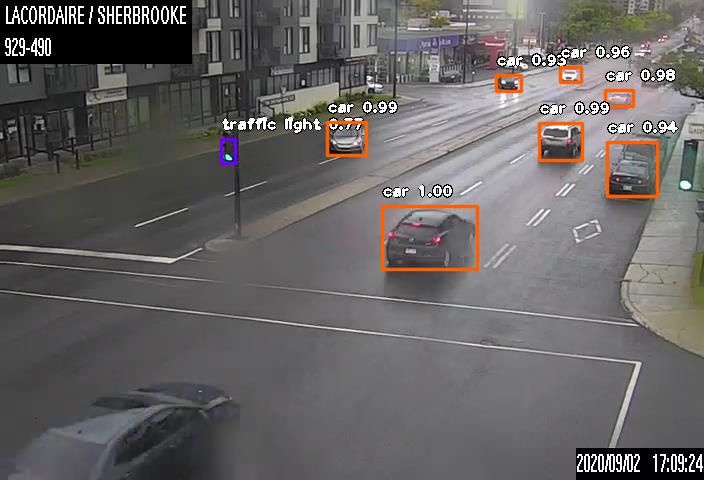 LACORDAIRE / SHERBROOKE
929-490
car 0.93
car 0.96
car 0.98
car 0.99
car 0.99
traffic light 0.77
car 0.94
car 1.00
2020/09/02 17:09:24